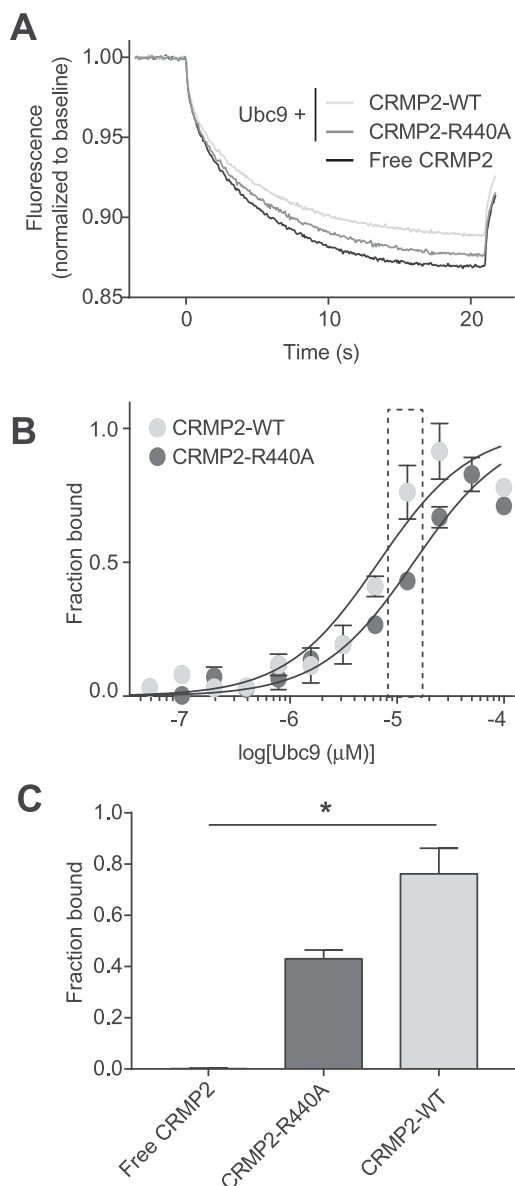 A
Fluorescence
(normalized to baseline)
1.00
0.95
0.90
0.85
Ubc9 +
CRMP2-WT
CRMP2-R440A
Free CRMP2
0
10
20
Time (s)
B
CRMP2-WT
CRMP2-R440A
Fraction bound
1.0
0.5
0.0
-7
-6
-5
-4
log[Ubc9 (μM)]
C
Fraction bound
1.0
0.8
0.6
0.4
0.2
0.0
*
Free CRMP2
CRMP2-R440A
CRMP2-WT